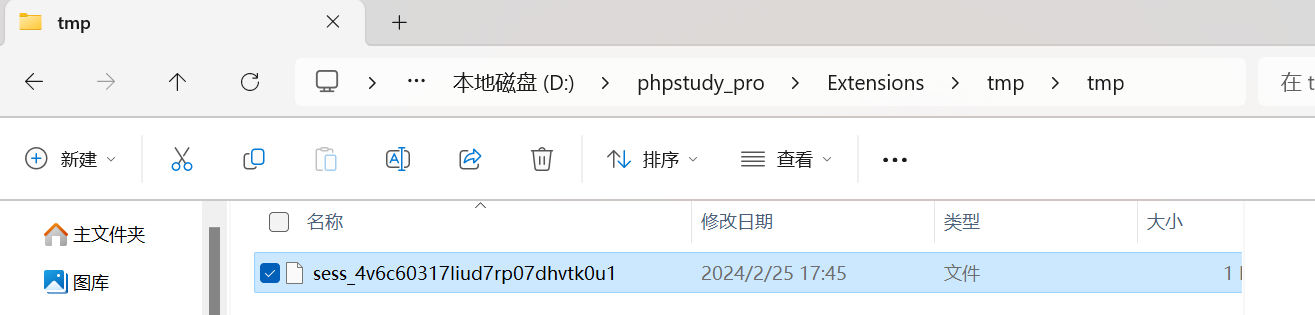 tmp
本地磁盘 (D:) phpstudy_pro Extensions tmp tmp 在 t
新建 排序 查看
主文件夹
图库
名称 修改日期 类型 大小
sess_4v6c60317liud7rp07dhvtk0u1 2024/2/25 17:45 文件 1